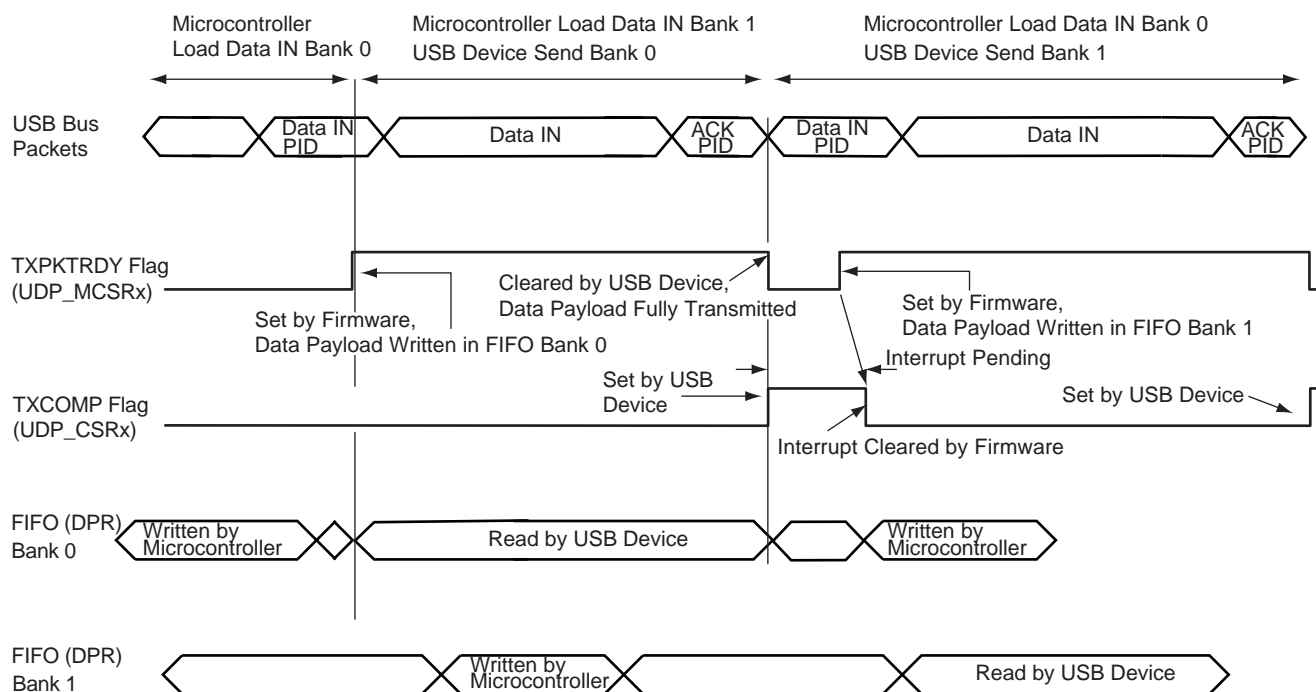 Microcontroller
Load Data IN Bank 0
Microcontroller Load Data IN Bank 1
USB Device Send Bank 0
Microcontroller Load Data IN Bank 0
USB Device Send Bank 1
USB Bus
Packets
Data IN
PID
Data IN
ACK
PID
Data IN
PID
Data IN
ACK
PID
TXPKTRDY Flag
(UDP_MCSRx)
Set by Firmware,
Data Payload Written in FIFO Bank 0
Cleared by USB Device,
Data Payload Fully Transmitted
Set by Firmware,
Data Payload Written in FIFO Bank 1
Interrupt Pending
TXCOMP Flag
(UDP_CSRx)
Set by USB
Device
Set by USB Device
Interrupt Cleared by Firmware
FIFO (DPR)
Bank 0
Written by
Microcontroller
Read by USB Device
Written by
Microcontroller
FIFO (DPR)
Bank 1
Written by
Microcontroller
Read by USB Device